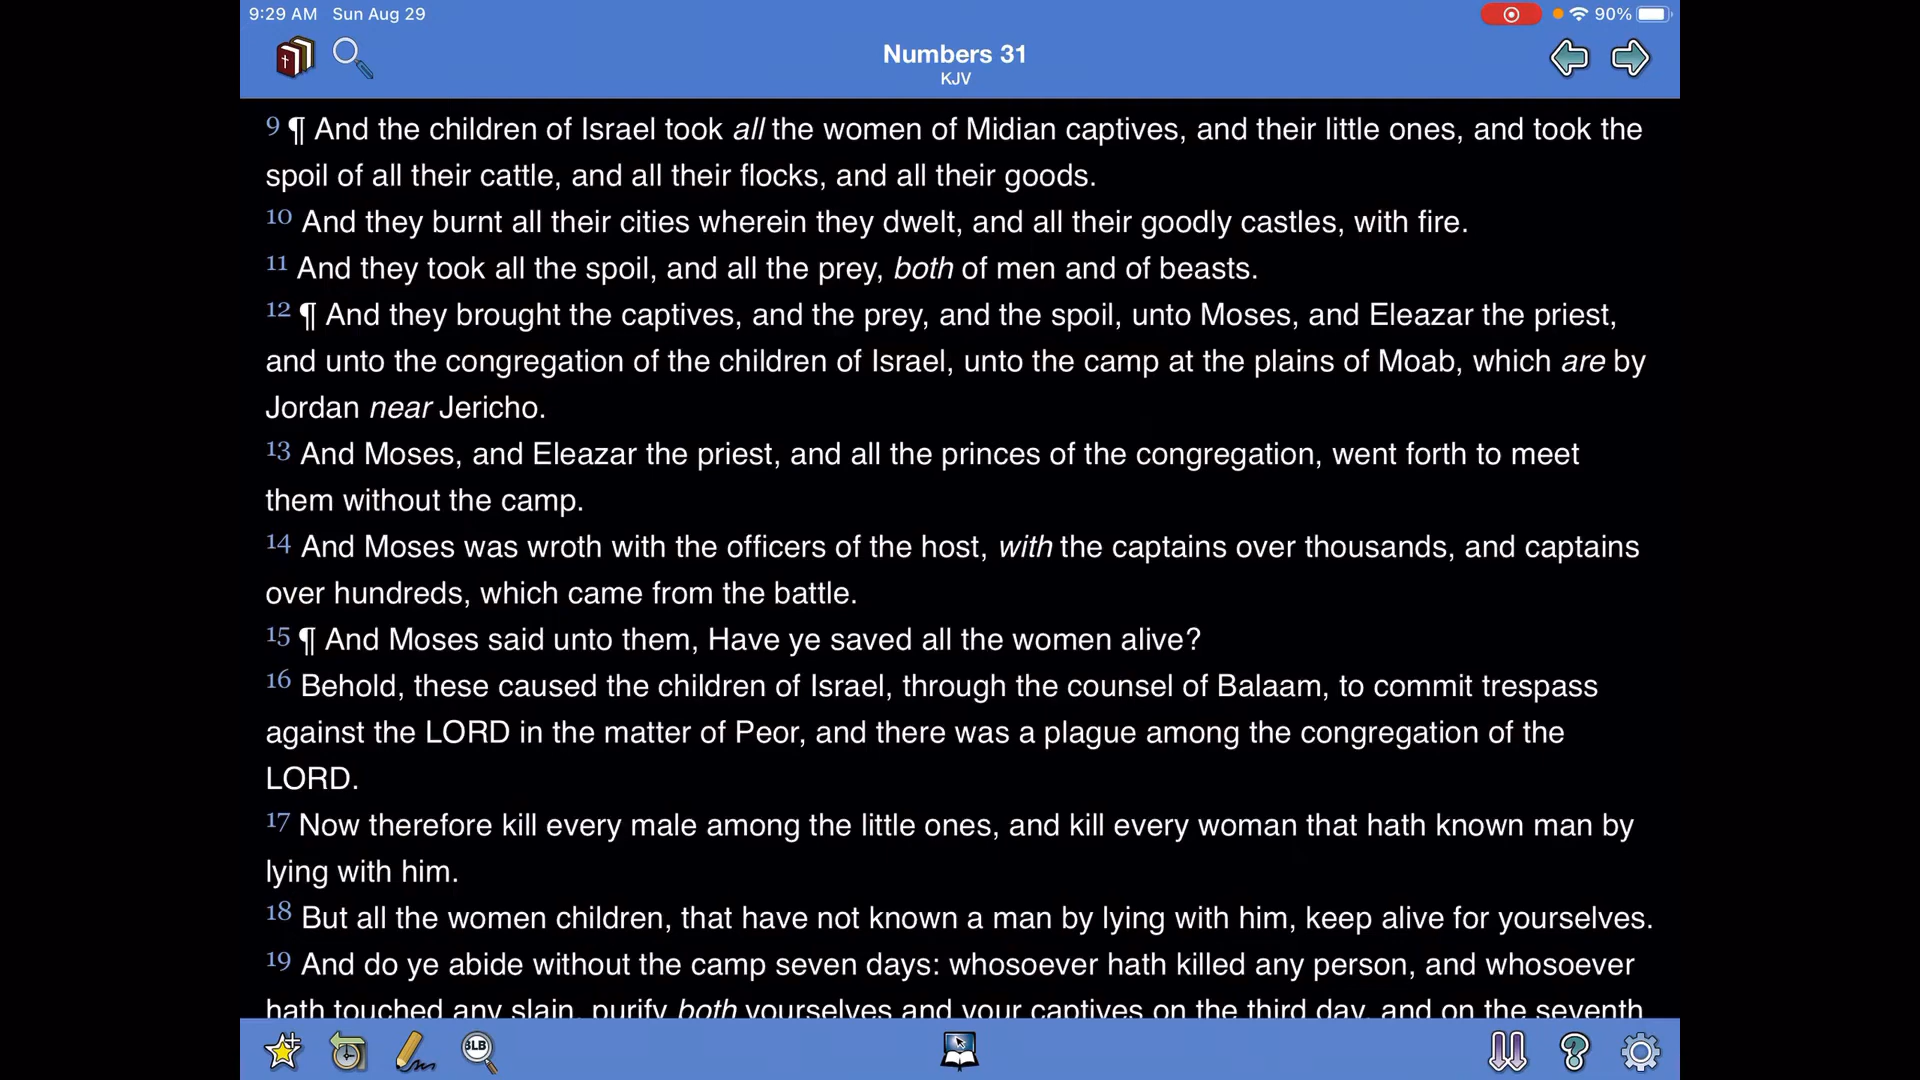 9:29 AM Sun Aug 29
90%
Numbers 31
KJV
9 ¶ And the children of Israel took all the women of Midian captives, and their little ones, and took the
spoil of all their cattle, and all their flocks, and all their goods.
10 And they burnt all their cities wherein they dwelt, and all their goodly castles, with fire.
11 And they took all the spoil, and all the prey, both of men and of beasts.
12 ¶ And they brought the captives, and the prey, and the spoil, unto Moses, and Eleazar the priest,
and unto the congregation of the children of Israel, unto the camp at the plains of Moab, which are by
Jordan near Jericho.
13 And Moses, and Eleazar the priest, and all the princes of the congregation, went forth to meet
them without the camp.
14 And Moses was wroth with the officers of the host, with the captains over thousands, and captains
over hundreds, which came from the battle.
15 ¶ And Moses said unto them, Have ye saved all the women alive?
16 Behold, these caused the children of Israel, through the counsel of Balaam, to commit trespass
against the LORD in the matter of Peor, and there was a plague among the congregation of the
LORD.
17 Now therefore kill every male among the little ones, and kill every woman that hath known man by
lying with him.
18 But all the women children, that have not known a man by lying with him, keep alive for yourselves.
19 And do ye abide without the camp seven days: whosoever hath killed any person, and whosoever
hath touched any slain, purify both yourselves and your captives on the third day, and on the seventh
BLB